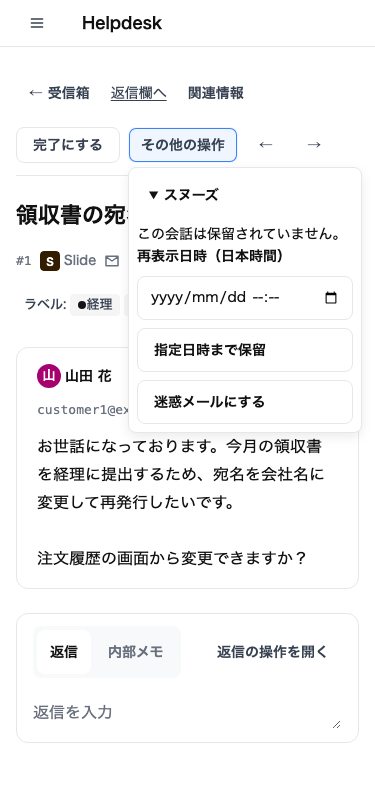 Helpdesk
← 受信箱 返信欄へ 関連情報
完了にする その他の操作 ← →
▼ スヌーズ
この会話は保留されていません。
再表示日時（日本時間）
yyyy/mm/dd --:--
指定日時まで保留
迷惑メールにする
領収書の宛
#1 S Slide
ラベル: ●経理
山 山田 花
customer1@ex
お世話になっております。今月の領収書
を経理に提出するため、宛名を会社名に
変更して再発行したいです。
注文履歴の画面から変更できますか？
返信 内部メモ 返信の操作を開く
返信を入力